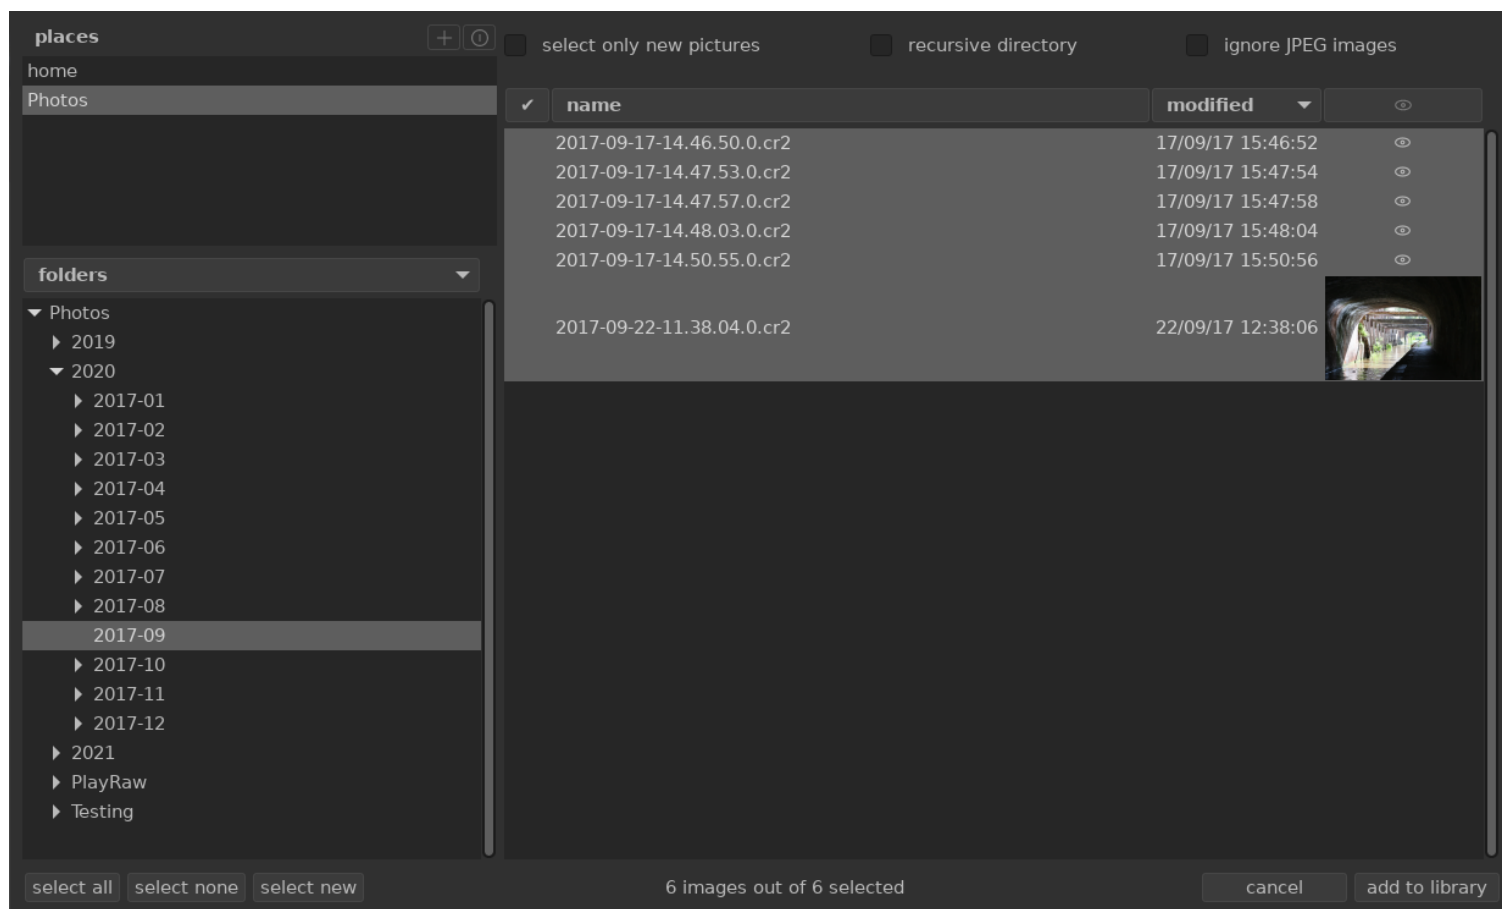 places
home
Photos
folders
Photos
2019
2020
2017-01
2017-02
2017-03
2017-04
2017-05
2017-06
2017-07
2017-08
2017-09
2017-10
2017-11
2017-12
2021
PlayRaw
Testing
select only new pictures recursive directory ignore JPEG images
✔ name modified
2017-09-17-14.46.50.0.cr2 17/09/17 15:46:52
2017-09-17-14.47.53.0.cr2 17/09/17 15:47:54
2017-09-17-14.47.57.0.cr2 17/09/17 15:47:58
2017-09-17-14.48.03.0.cr2 17/09/17 15:48:04
2017-09-17-14.50.55.0.cr2 17/09/17 15:50:56
2017-09-22-11.38.04.0.cr2 22/09/17 12:38:06
select all select none select new 6 images out of 6 selected cancel add to library